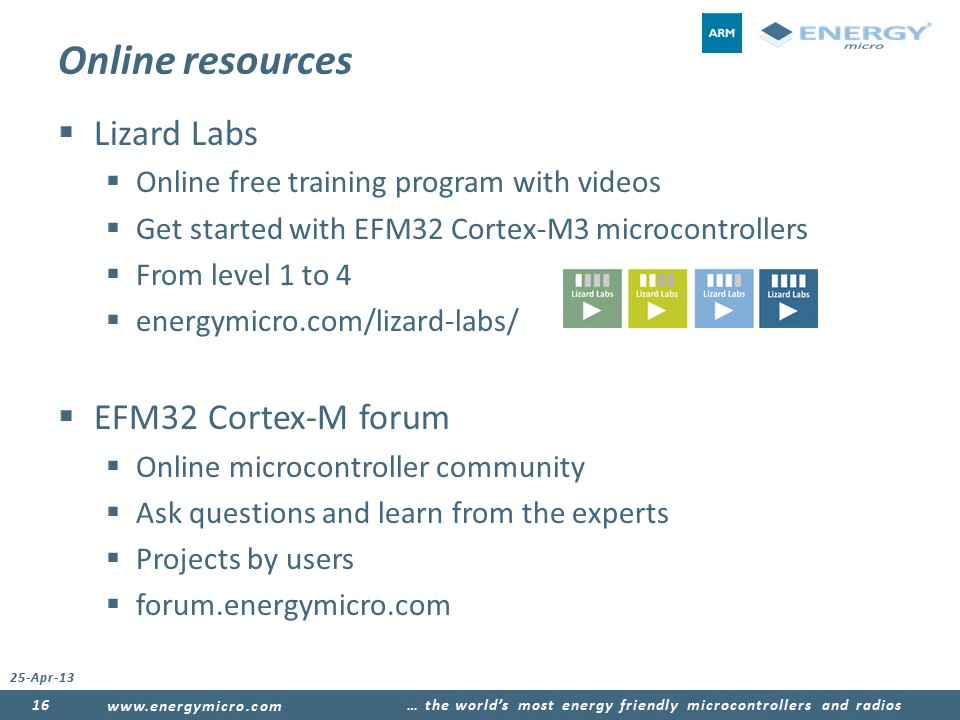 ARM
ENERGY®
micro
Online resources
Lizard Labs
Online free training program with videos
Get started with EFM32 Cortex-M3 microcontrollers
From level 1 to 4
Lizard Labs
Lizard Labs
Lizard Labs
Lizard Labs
energymicro.com/lizard-labs/
EFM32 Cortex-M forum
Online microcontroller community
Ask questions and learn from the experts
Projects by users
forum.energymicro.com
25-Apr-13
16
www.energymicro.com
… the world’s most energy friendly microcontrollers and radios